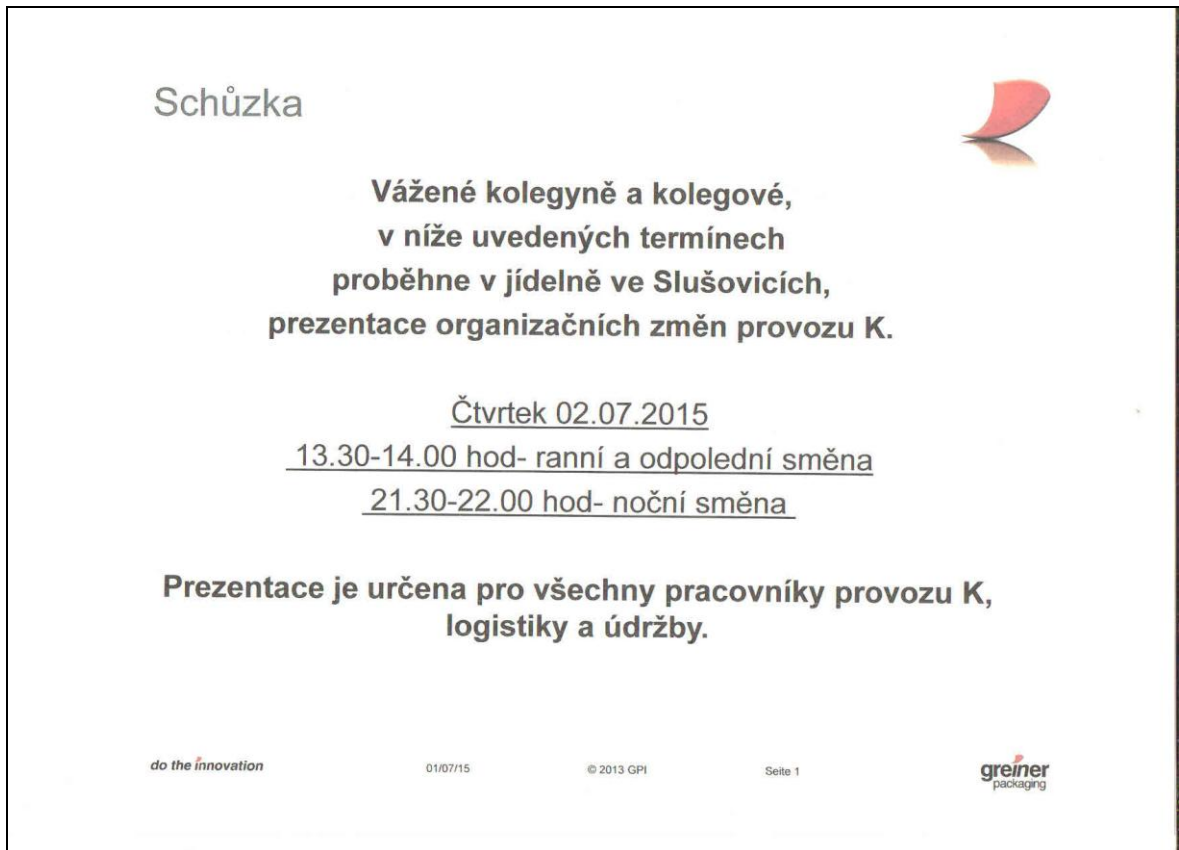 Schůzka
Vážené kolegyně a kolegové,
v níže uvedených termínech
proběhne v jídelně ve Slušovicích,
prezentace organizačních změn provozu K.
Čtvrtek 02.07.2015
13.30-14.00 hod- ranní a odpolední směna
21.30-22.00 hod- noční směna
Prezentace je určena pro všechny pracovníky provozu K,
logistiky a údržby.
do the innovation 01/07/15 © 2013 GPI Seite 1 greiner
packaging